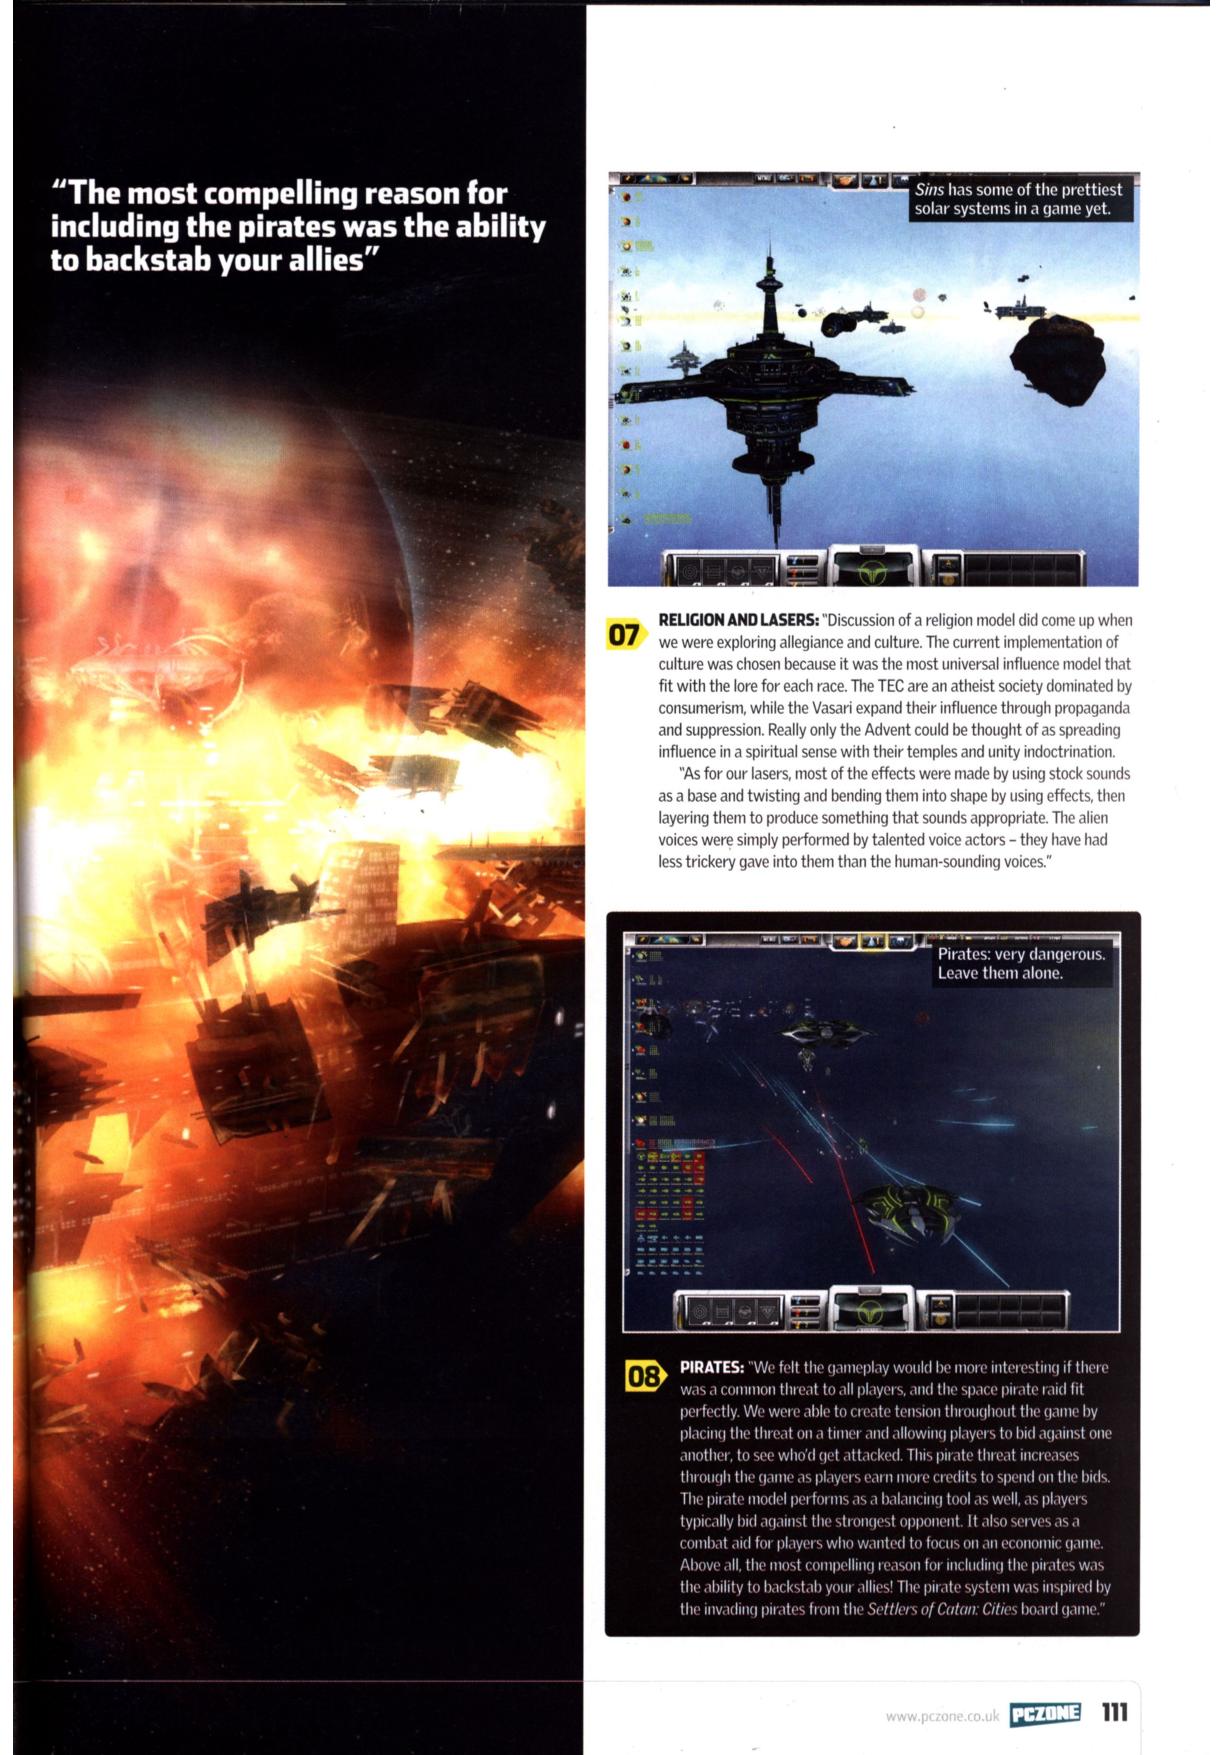 “The most compelling reason for
including the pirates was the ability
to backstab your allies”
Sins has some of the prettiest
solar systems in a game yet.
07
RELIGION AND LASERS: “Discussion of a religion model did come up when
we were exploring allegiance and culture. The current implementation of
culture was chosen because it was the most universal influence model that
fit with the lore for each race. The TEC are an atheist society dominated by
consumerism, while the Vasari expand their influence through propaganda
and suppression. Really only the Advent could be thought of as spreading
influence in a spiritual sense with their temples and unity indoctrination.
“As for our lasers, most of the effects were made by using stock sounds
as a base and twisting and bending them into shape by using effects, then
layering them to produce something that sounds appropriate. The alien
voices were simply performed by talented voice actors – they have had
less trickery gave into them than the human-sounding voices.”
Pirates: very dangerous.
Leave them alone.
08
PIRATES: “We felt the gameplay would be more interesting if there
was a common threat to all players, and the space pirate raid fit
perfectly. We were able to create tension throughout the game by
placing the threat on a timer and allowing players to bid against one
another, to see who’d get attacked. This pirate threat increases
through the game as players earn more credits to spend on the bids.
The pirate model performs as a balancing tool as well, as players
typically bid against the strongest opponent. It also serves as a
combat aid for players who wanted to focus on an economic game.
Above all, the most compelling reason for including the pirates was
the ability to backstab your allies! The pirate system was inspired by
the invading pirates from the Settlers of Catan: Cities board game.”
www.pczone.co.uk PCZONE 111